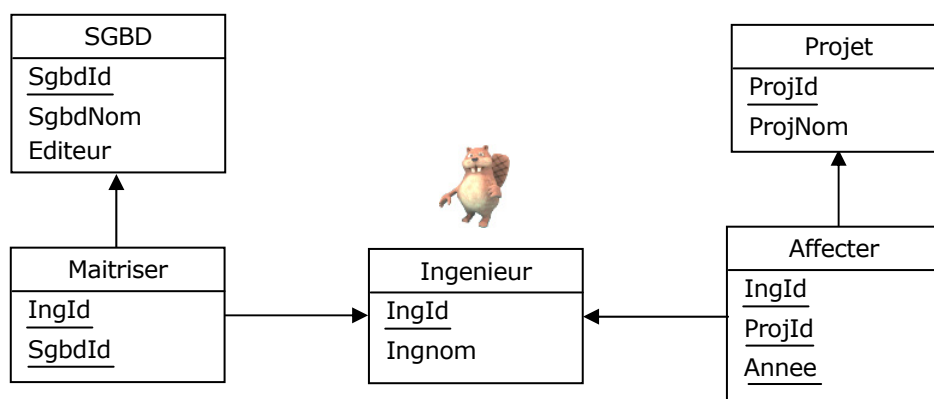 SGBD
SgbdId
SgbdNom
Editeur
Projet
ProjId
ProjNom
Maitriser
IngId
SgbdId
Ingenieur
IngId
Ingnom
Affecter
IngId
ProjId
Annee